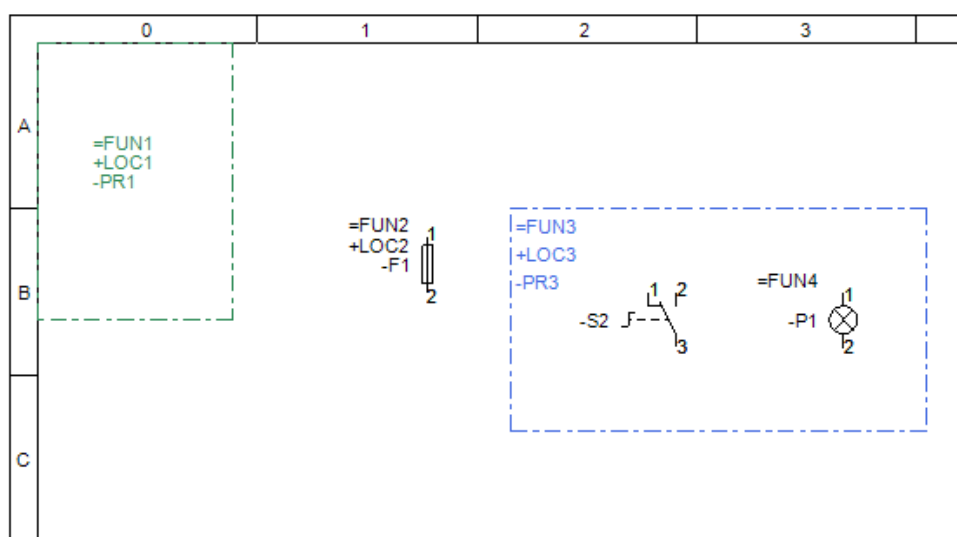 0 1 2 3
A
=FUN1
+LOC1
-PR1
B
=FUN2
+LOC2
-F1
1
2
=FUN3
+LOC3
-PR3
-S2
1 2
3
=FUN4
-P1
1
2
C